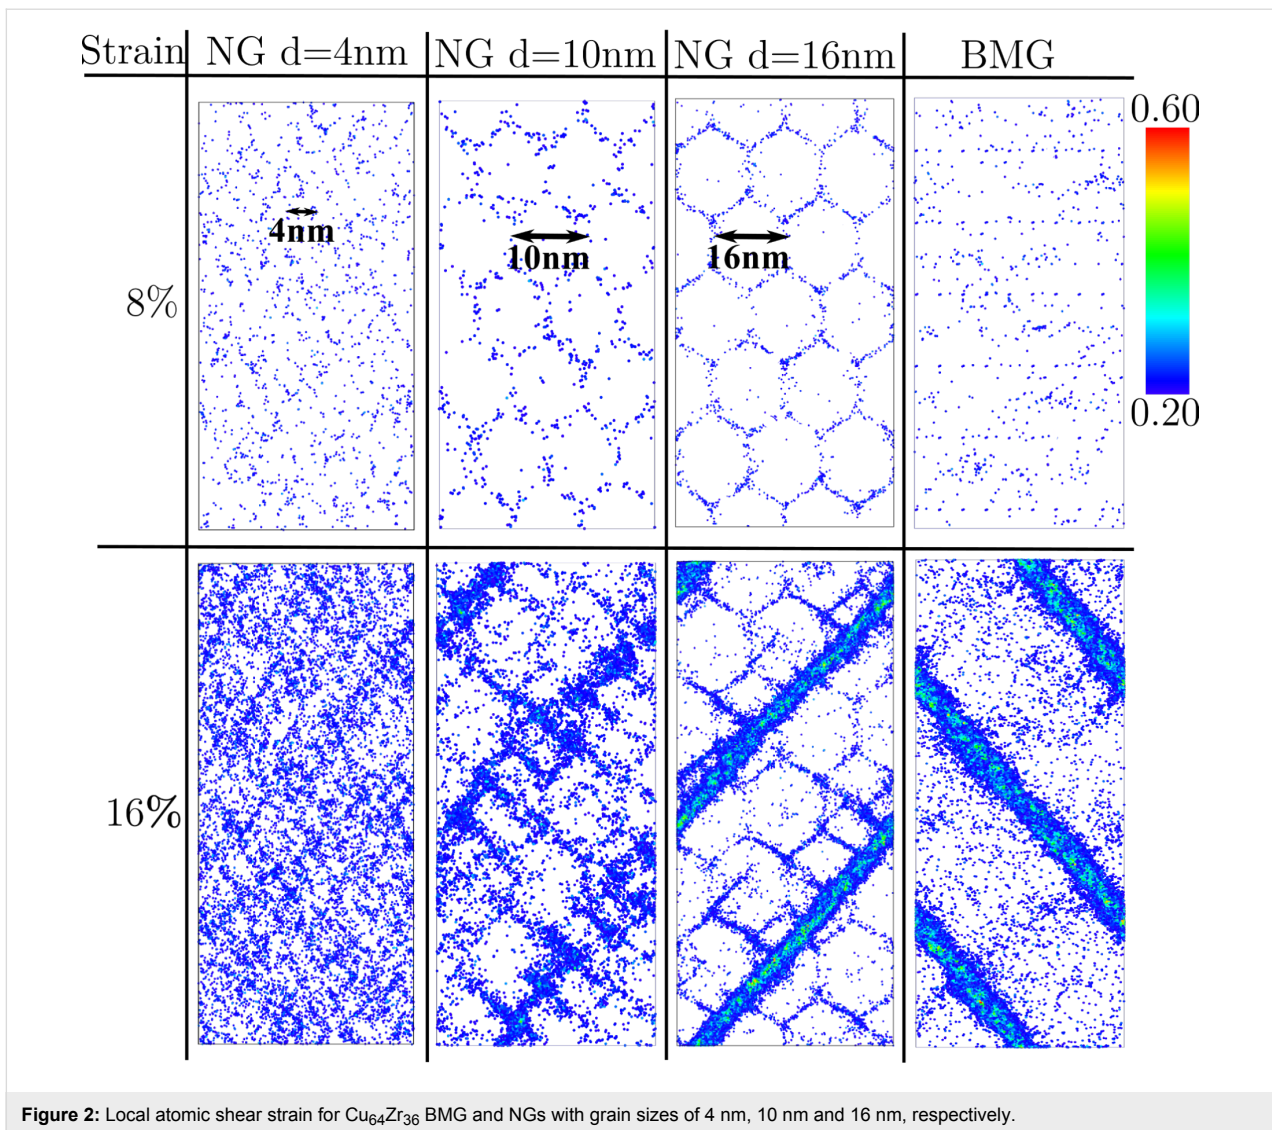 Strain NG d=4nm NG d=10nm NG d=16nm BMG
0.60
4nm
10nm
16nm
8%
0.20
16%
Figure 2: Local atomic shear strain for Cu₆₄Zr₃₆ BMG and NGs with grain sizes of 4 nm, 10 nm and 16 nm, respectively.